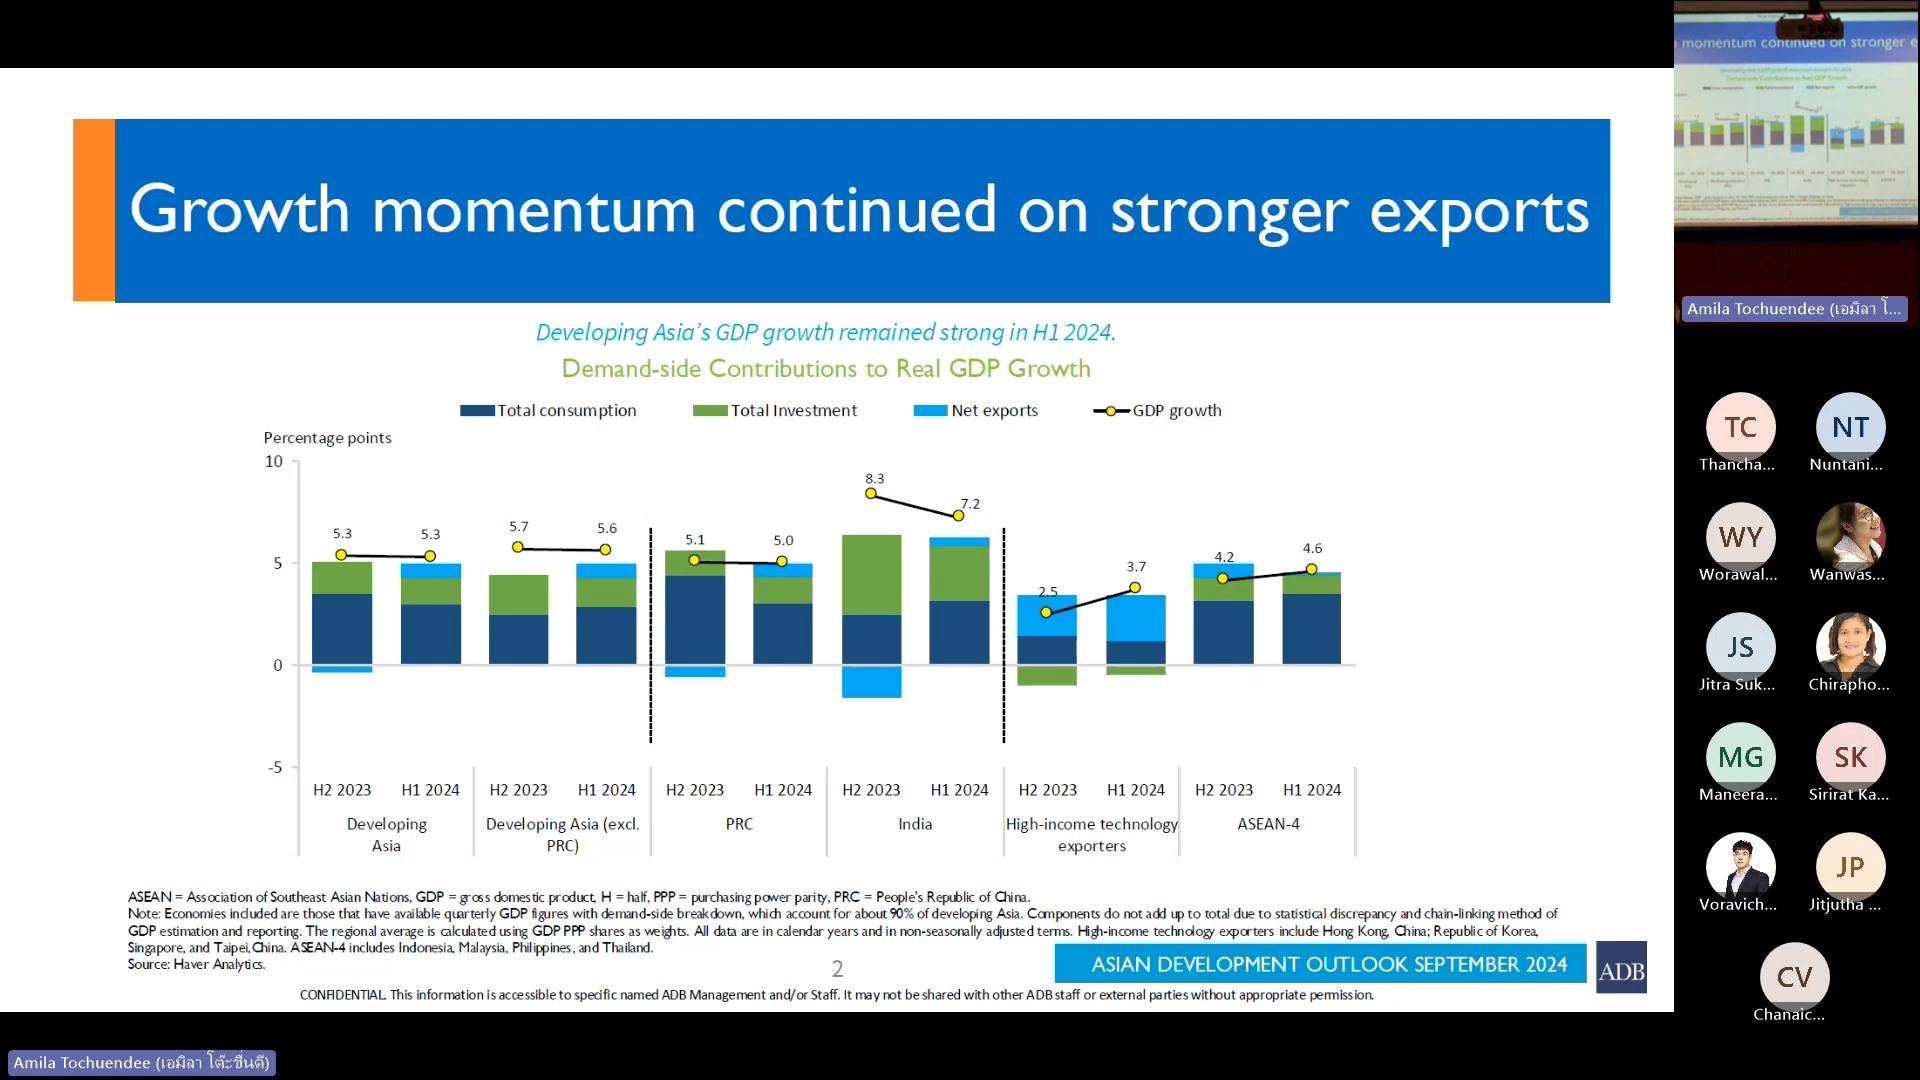 Growth momentum continued on stronger exports
Developing Asia's GDP growth remained strong in H1 2024.
Demand-side Contributions to Real GDP Growth
Total consumption Total Investment Net exports GDP growth
Percentage points
10
5
0
-5
5.3 5.3 5.7 5.6 5.1 5.0 8.3 7.2 2.5 3.7 4.2 4.6
H2 2023 H1 2024 H2 2023 H1 2024 H2 2023 H1 2024 H2 2023 H1 2024 H2 2023 H1 2024 H2 2023 H1 2024
Developing Asia
Developing Asia (excl. PRC)
PRC
India
High-income technology exporters
ASEAN-4
ASEAN = Association of Southeast Asian Nations, GDP = gross domestic product, H = half, PPP = purchasing power parity, PRC = People's Republic of China.
Note: Economies included are those that have available quarterly GDP figures with demand-side breakdown, which account for about 90% of developing Asia. Components do not add up to total due to statistical discrepancy and chain-linking method of
GDP estimation and reporting. The regional average is calculated using GDP PPP shares as weights. All data are in calendar years and in non-seasonally adjusted terms. High-income technology exporters include Hong Kong, China; Republic of Korea,
Singapore, and Taipei,China. ASEAN-4 includes Indonesia, Malaysia, Philippines, and Thailand.
Source: Haver Analytics.
2
ASIAN DEVELOPMENT OUTLOOK SEPTEMBER 2024
ADB
CONFIDENTIAL. This information is accessible to specific named ADB Management and/or Staff. It may not be shared with other ADB staff or external parties without appropriate permission.
Amila Tochuendee (เอมิลา โต๊ะชื่นดี)
momentum continued on stronger e
Amila Tochuendee (เอมิลา โ...
TC
Thancha...
NT
Nuntani...
WY
Worawal...
Wanwas...
JS
Jitra Suk...
Chirapho...
MG
Maneera...
SK
Sirirat Ka...
Voravich...
JP
Jitjutha ...
CV
Chanaic...